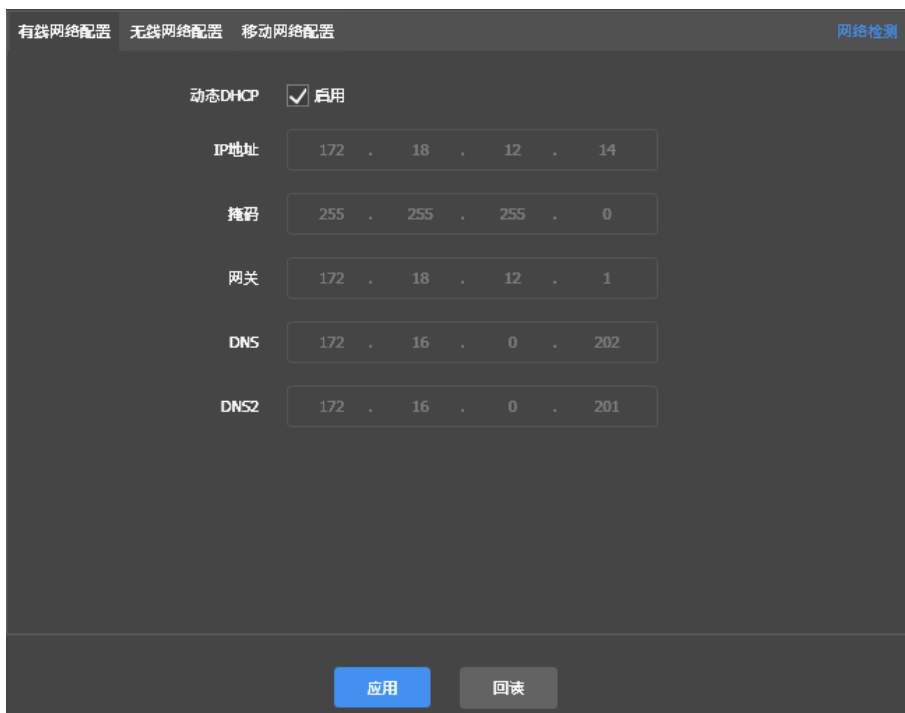 有线网络配置 无线网络配置 移动网络配置 网络检测
动态DHCP 启用
IP地址 172 . 18 . 12 . 14
掩码 255 . 255 . 255 . 0
网关 172 . 18 . 12 . 1
DNS 172 . 16 . 0 . 202
DNS2 172 . 16 . 0 . 201
应用 回读